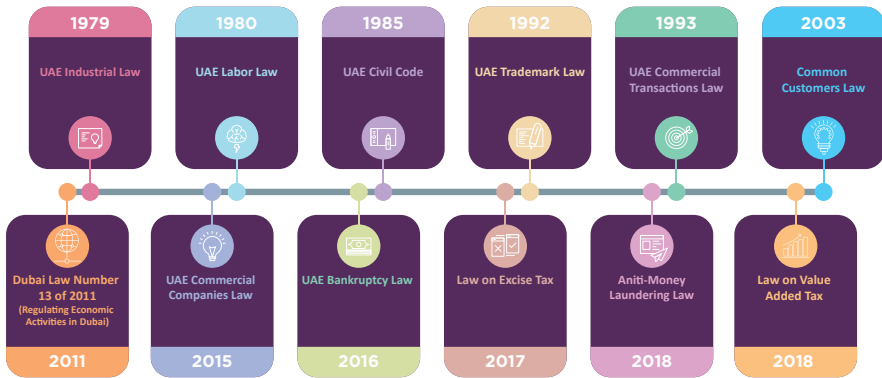 1979
UAE Industrial Law
1980
UAE Labor Law
1985
UAE Civil Code
1992
UAE Trademark Law
1993
UAE Commercial
Transactions Law
2003
Common
Customers Law
Dubai Law Number
13 of 2011
(Regulating Economic
Activities in Dubai)
2011
UAE Commercial
Companies Law
2015
UAE Bankruptcy Law
2016
Law on Excise Tax
2017
Aniti-Money
Laundering Law
2018
Law on Value
Added Tax
2018